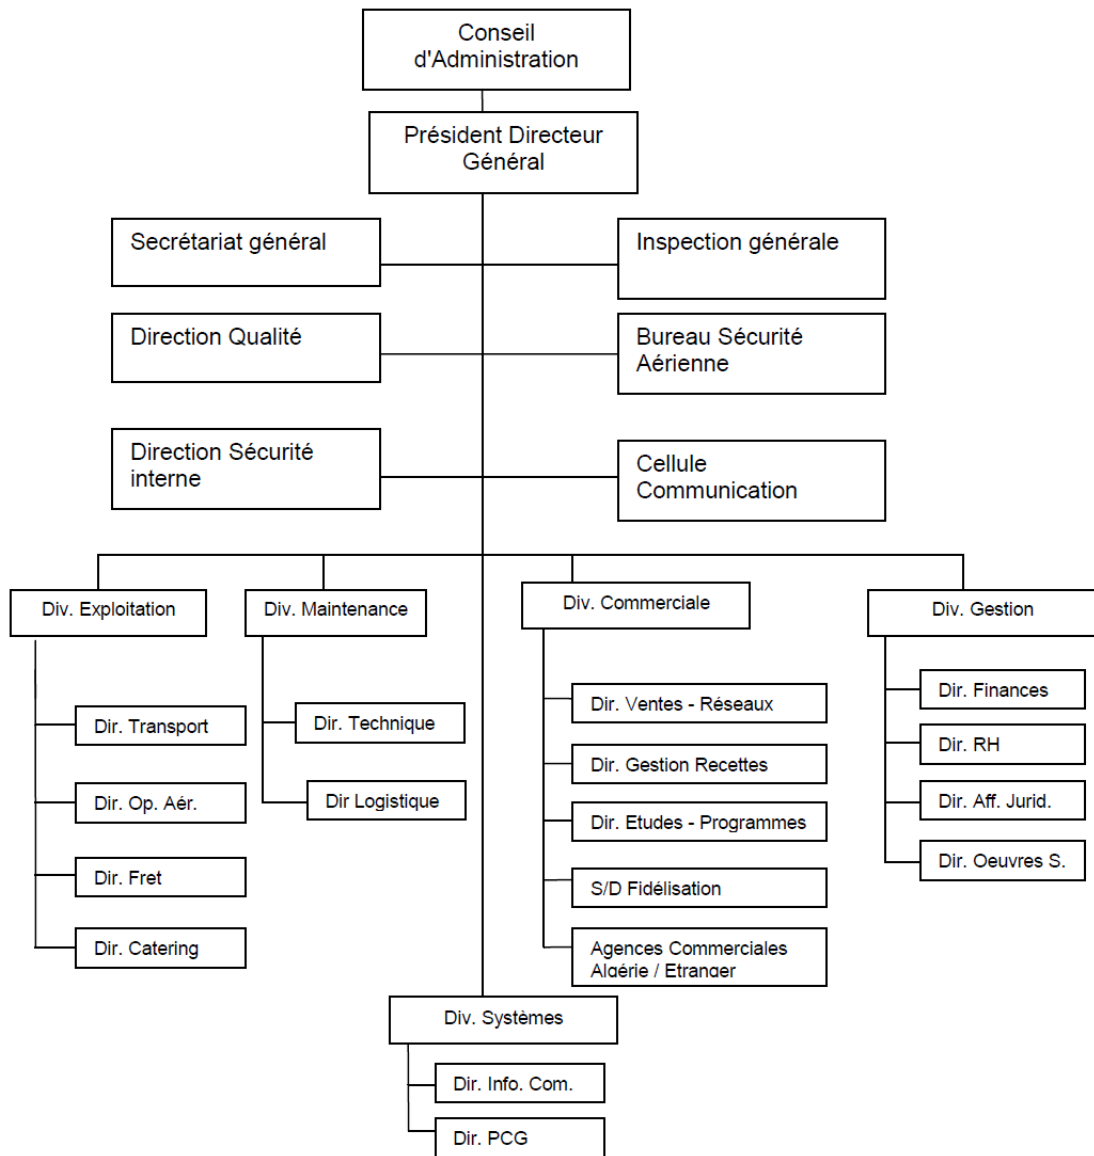 Conseil
d'Administration
Président Directeur
Général
Secrétariat général
Inspection générale
Direction Qualité
Bureau Sécurité
Aérienne
Direction Sécurité
interne
Cellule
Communication
Div. Exploitation
Div. Maintenance
Div. Commerciale
Div. Gestion
Dir. Transport
Dir. Op. Aér.
Dir. Fret
Dir. Catering
Dir. Technique
Dir Logistique
Dir. Ventes - Réseaux
Dir. Gestion Recettes
Dir. Etudes - Programmes
S/D Fidélisation
Agences Commerciales
Algérie / Etranger
Dir. Finances
Dir. RH
Dir. Aff. Jurid.
Dir. Oeuvres S.
Div. Systèmes
Dir. Info. Com.
Dir. PCG